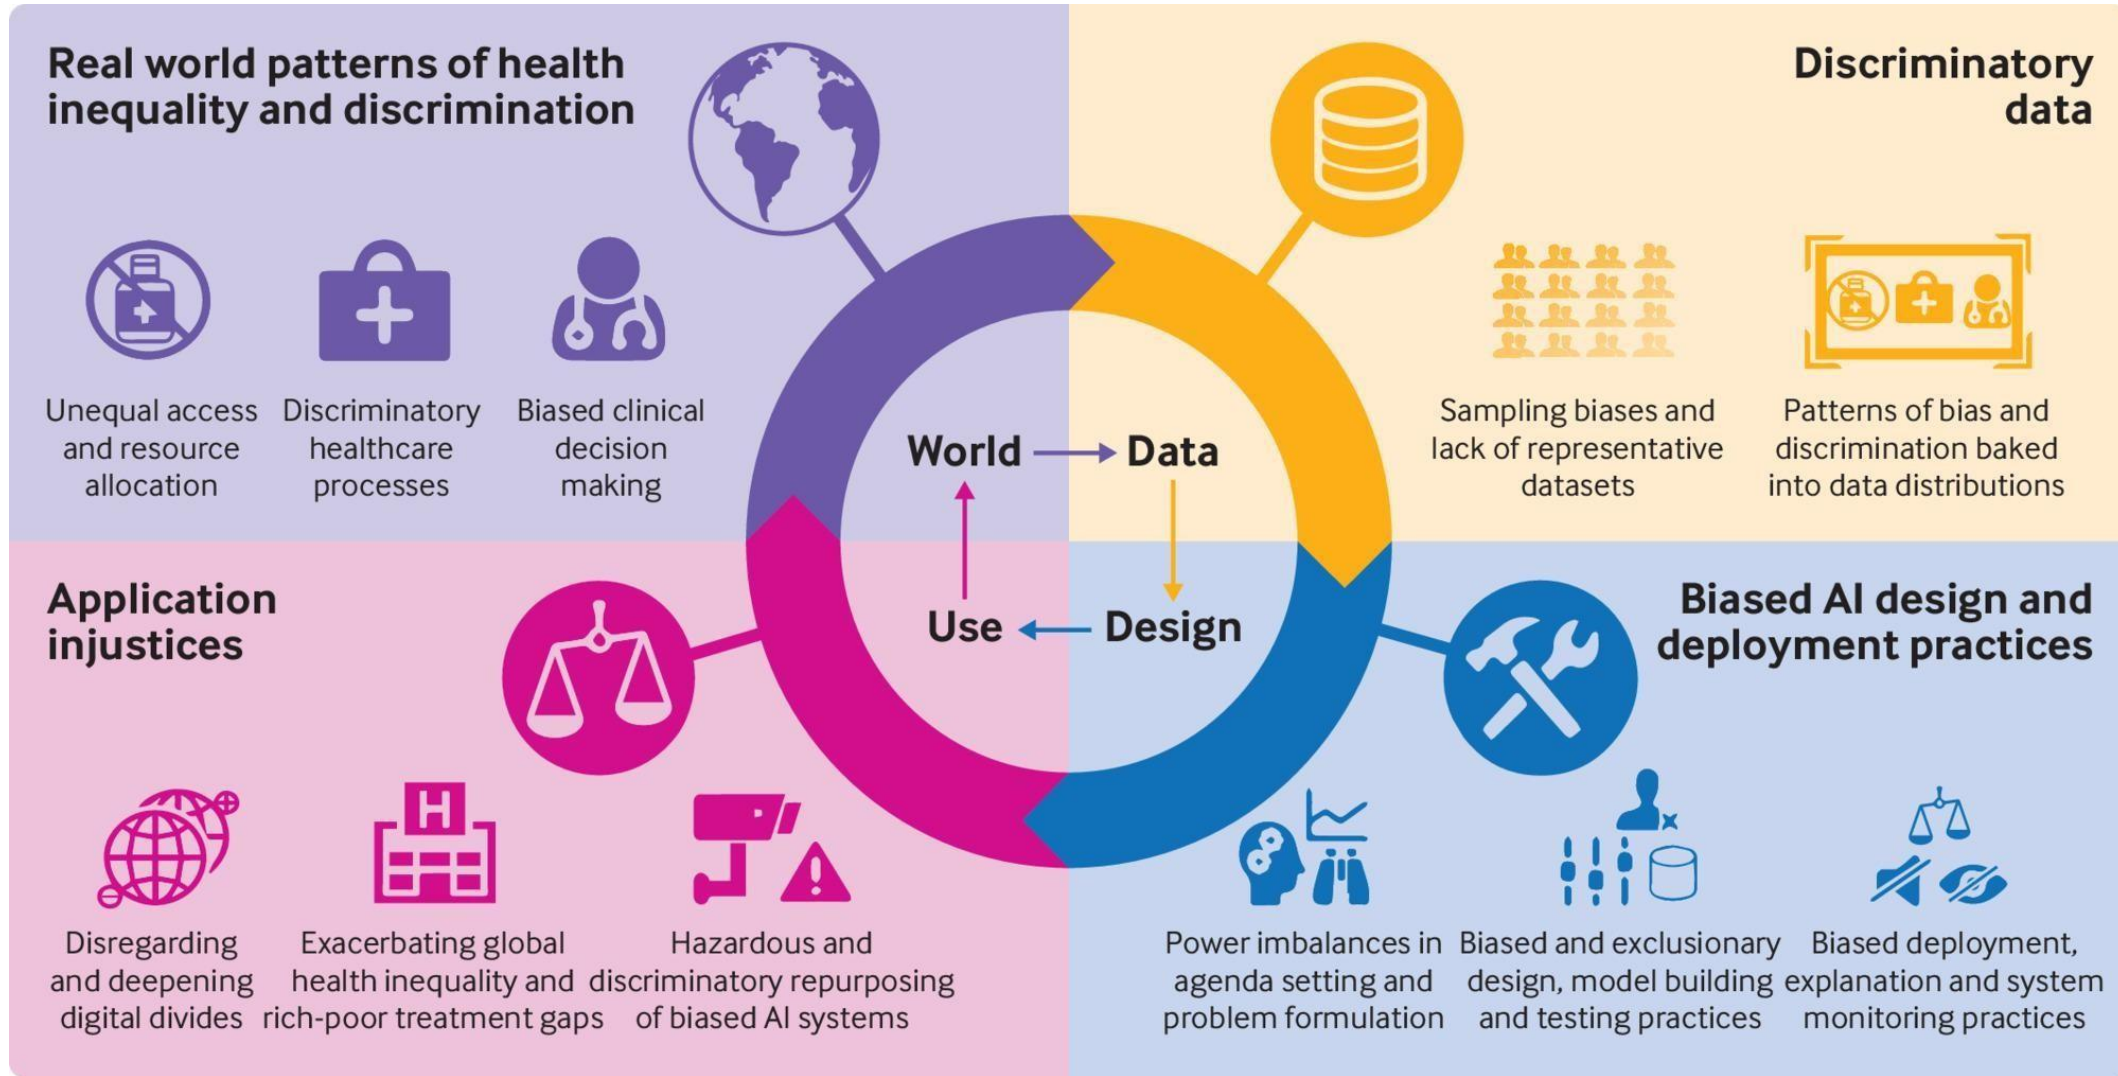 Real world patterns of health
inequality and discrimination
Unequal access
and resource
allocation
Discriminatory
healthcare
processes
Biased clinical
decision
making
Discriminatory
data
Sampling biases and
lack of representative
datasets
Patterns of bias and
discrimination baked
into data distributions
World
Data
Use
Design
Application
injustices
H
Disregarding
and deepening
digital divides
Exacerbating global
health inequality and
rich-poor treatment gaps
Hazardous and
discriminatory repurposing
of biased AI systems
Biased AI design and
deployment practices
Power imbalances in
agenda setting and
problem formulation
Biased and exclusionary
design, model building
and testing practices
Biased deployment,
explanation and system
monitoring practices